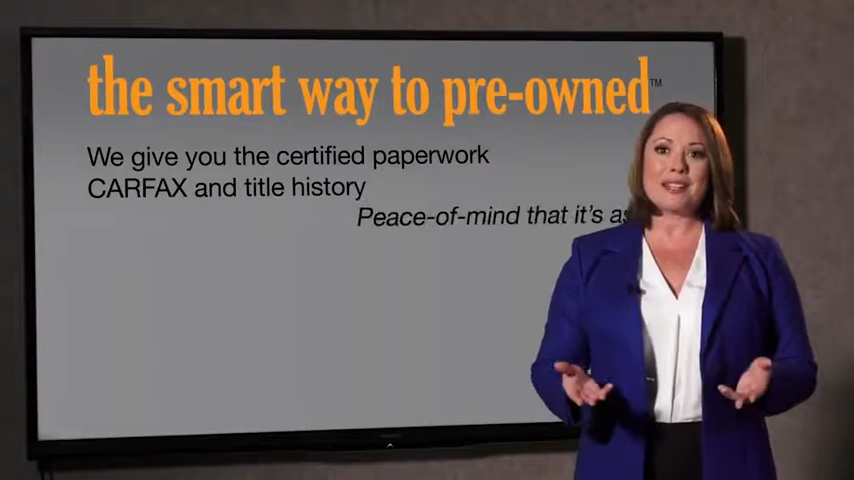 the smart way to pre-owned™
We give you the certified paperwork
CARFAX and title history
Peace-of-mind that it's as